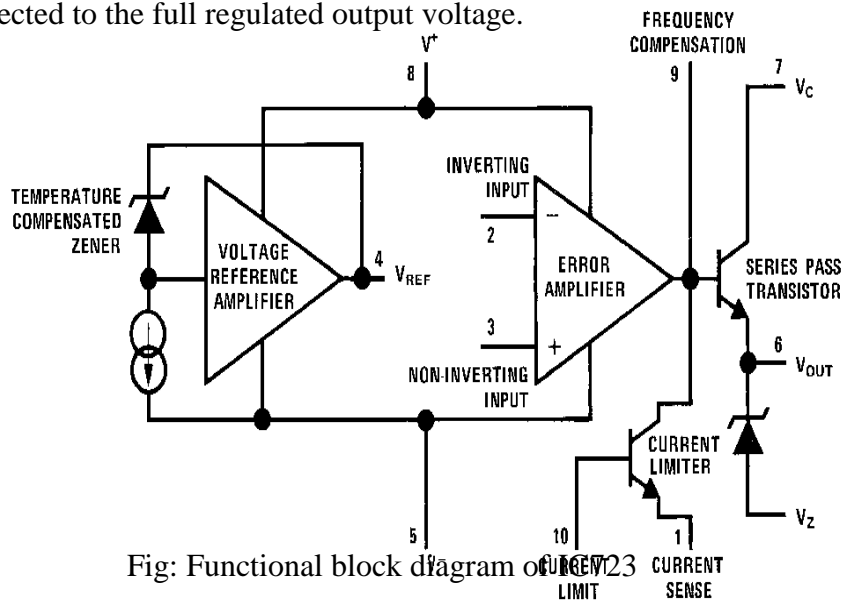 ected to the full regulated output voltage.
FREQUENCY
COMPENSATION
V+
8
9
7
VC
INVERTING
INPUT
2
TEMPERATURE
COMPENSATED
ZENER
VOLTAGE
REFERENCE
AMPLIFIER
4
VREF
−
ERROR
AMPLIFIER
SERIES PASS
TRANSISTOR
3
+
NON-INVERTING
INPUT
6
VOUT
CURRENT
LIMITER
VZ
5
10
1
Fig: Functional block diagram of IC723
CURRENT
LIMIT
CURRENT
SENSE